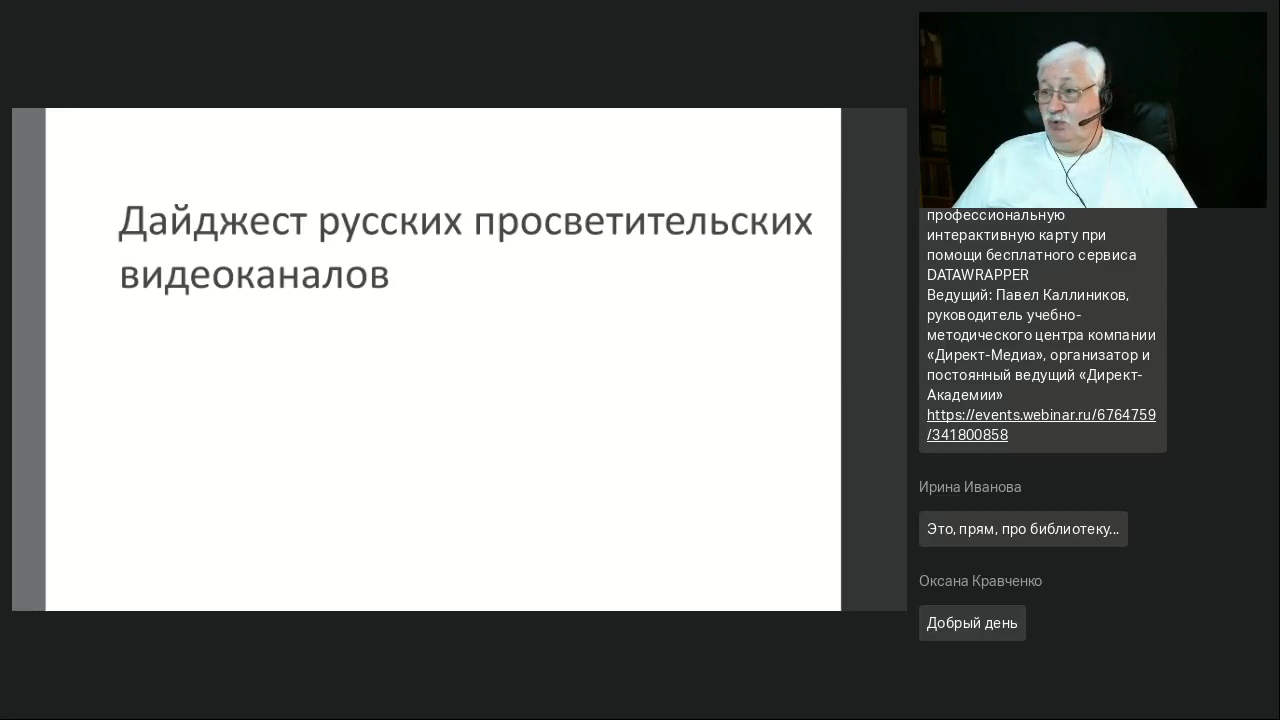 Дайджест русских просветительских
видеоканалов
профессиональную
интерактивную карту при
помощи бесплатного сервиса
DATAWRAPPER
Ведущий: Павел Каллиников,
руководитель учебно-
методического центра компании
«Директ-Медиа», организатор и
постоянный ведущий «Директ-
Академии»
https://events.webinar.ru/6764759
/341800858
Ирина Иванова
Это, прям, про библиотеку...
Оксана Кравченко
Добрый день